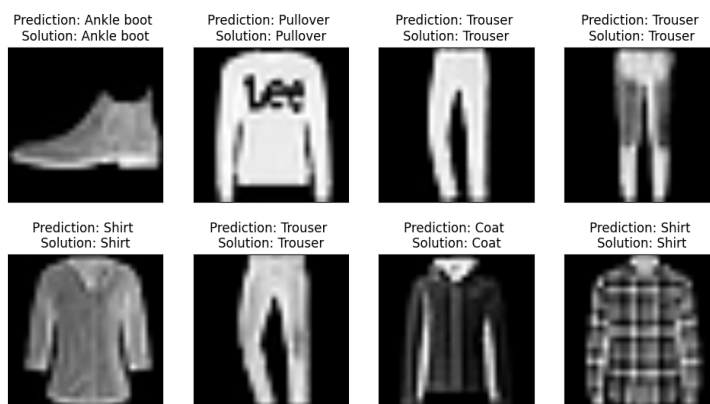 Prediction: Ankle boot
Solution: Ankle boot
Prediction: Pullover
Solution: Pullover
Prediction: Trouser
Solution: Trouser
Prediction: Trouser
Solution: Trouser
Lee
Prediction: Shirt
Solution: Shirt
Prediction: Trouser
Solution: Trouser
Prediction: Coat
Solution: Coat
Prediction: Shirt
Solution: Shirt